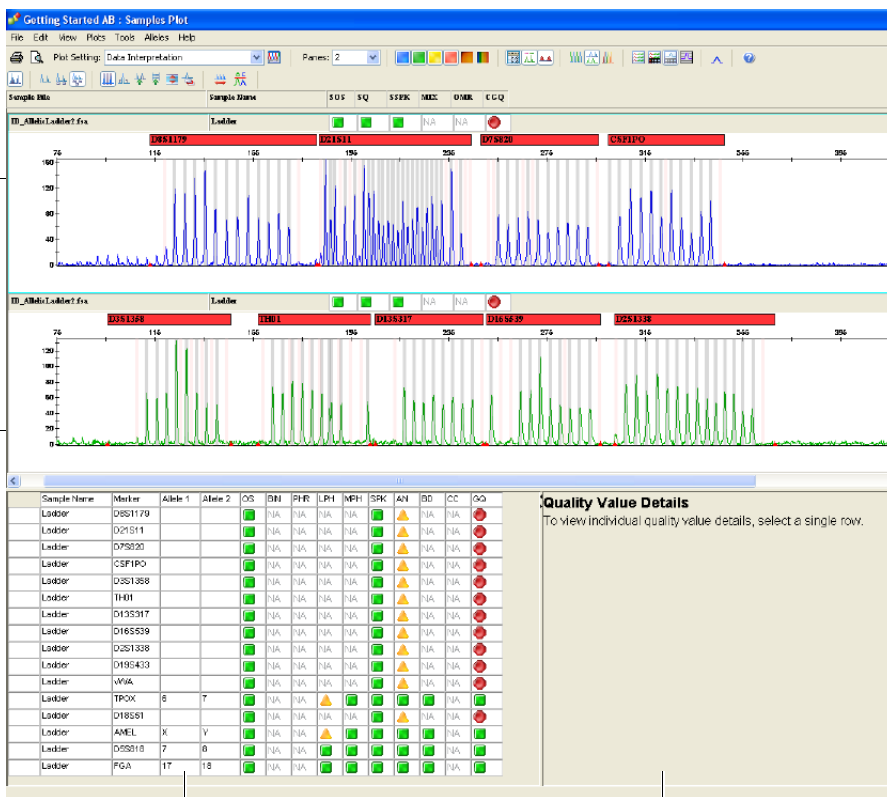 Getting Started AB : Samples Plot
File Edit View Plots Tools Alleles Help
Plot Setting: Data Interpretation Panes: 2
Sample File Sample Name SOS SQ SSPK MIX OMR CGQ
ID_AllelicLadder2.fsa Ladder NA NA
D8S1179 D21S11 D7S820 CSF1PO
76 116 156 196 236 276 316 346 396
160
120
80
40
0
ID_AllelicLadder2.fsa Ladder NA NA
D3S1358 TH01 D13S317 D16S539 D2S1338
76 116 156 196 236 276 316 346 396
120
100
80
60
40
20
0
Sample Name Marker Allele 1 Allele 2 OS BIN PHR LPH MPH SPK AN BD CC GQ
Ladder D8S1179 NA NA NA NA NA NA
Ladder D21S11 NA NA NA NA NA NA
Ladder D7S820 NA NA NA NA NA NA
Ladder CSF1PO NA NA NA NA NA NA
Ladder D3S1358 NA NA NA NA NA NA
Ladder TH01 NA NA NA NA NA NA
Ladder D13S317 NA NA NA NA NA NA
Ladder D16S539 NA NA NA NA NA NA
Ladder D2S1338 NA NA NA NA NA NA
Ladder D19S433 NA NA NA NA NA NA
Ladder vWA NA NA NA NA NA NA
Ladder TPOX 6 7 NA NA NA
Ladder D18S51 NA NA NA NA NA NA
Ladder AMEL X Y NA NA NA
Ladder D5S818 7 8 NA NA NA
Ladder FGA 17 18 NA NA NA
Quality Value Details
To view individual quality value details, select a single row.